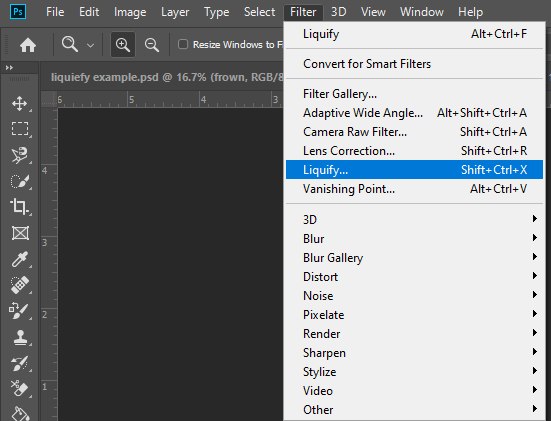 Ps File Edit Image Layer Type Select Filter 3D View Window Help
Resize Windows to F
liquiefy example.psd @ 16.7% (frown, RGB/8
6 5 4 3
4
3
2
1
Liquify Alt+Ctrl+F
Convert for Smart Filters
Filter Gallery...
Adaptive Wide Angle... Alt+Shift+Ctrl+A
Camera Raw Filter... Shift+Ctrl+A
Lens Correction... Shift+Ctrl+R
Liquify... Shift+Ctrl+X
Vanishing Point... Alt+Ctrl+V
3D
Blur
Blur Gallery
Distort
Noise
Pixelate
Render
Sharpen
Stylize
Video
Other